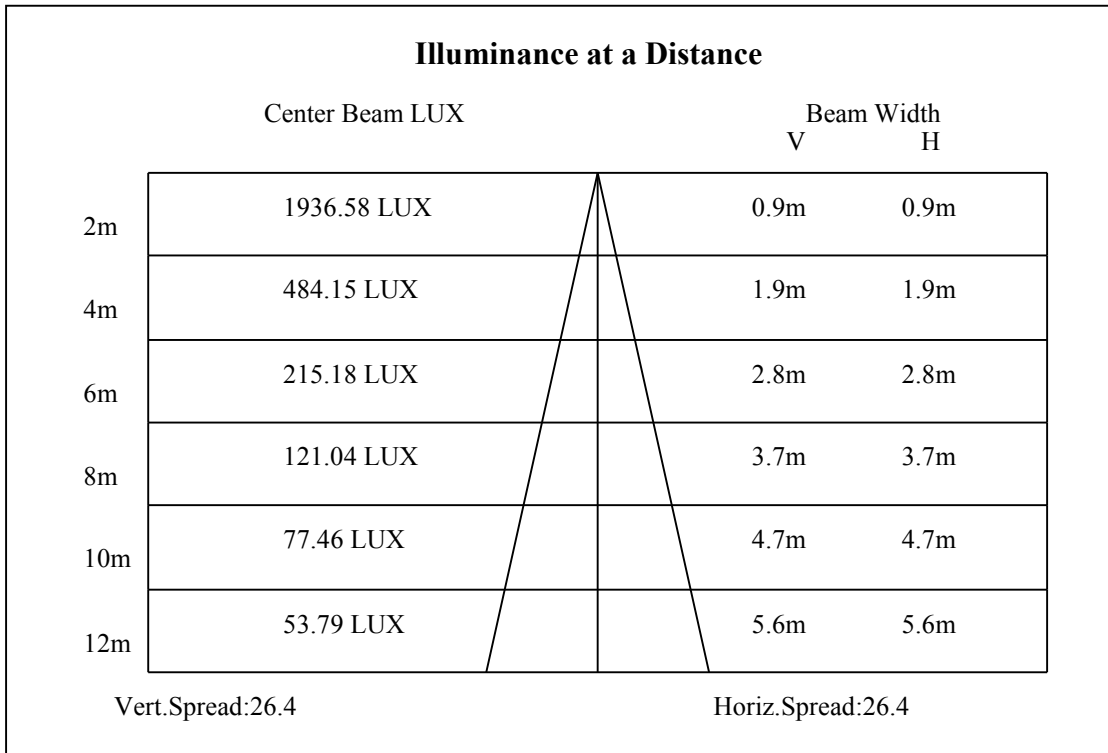 Illuminance at a Distance
Center Beam LUX Beam Width
V H
2m 1936.58 LUX 0.9m 0.9m
4m 484.15 LUX 1.9m 1.9m
6m 215.18 LUX 2.8m 2.8m
8m 121.04 LUX 3.7m 3.7m
10m 77.46 LUX 4.7m 4.7m
12m 53.79 LUX 5.6m 5.6m
Vert.Spread:26.4 Horiz.Spread:26.4